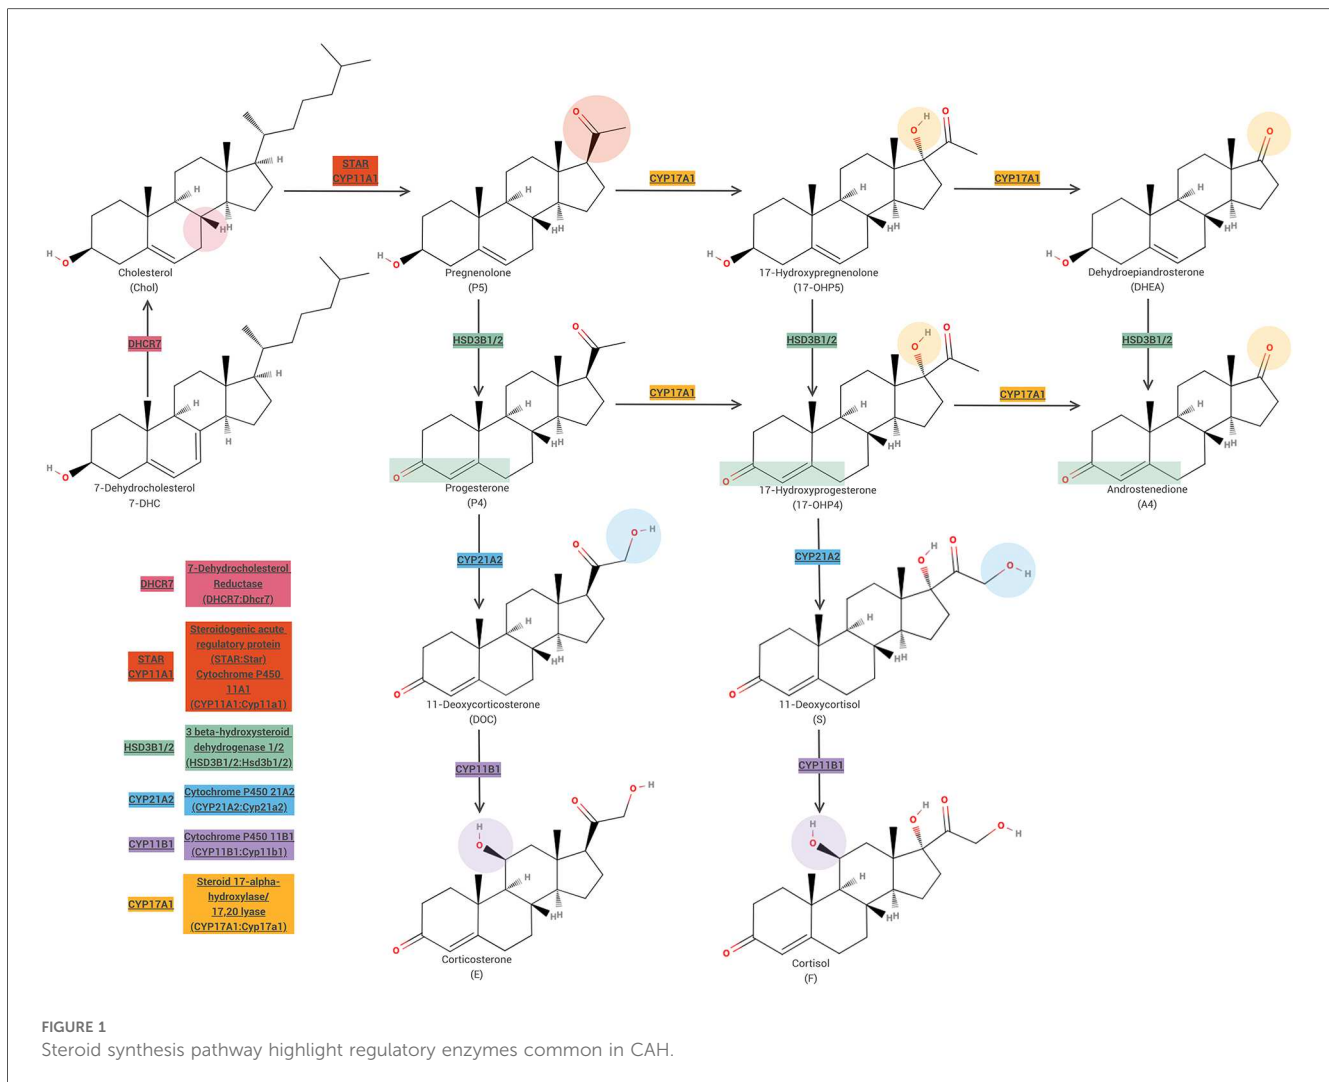 STAR
CYP11A1
CYP17A1
CYP17A1
Cholesterol
(Chol)
Pregnenolone
(P5)
17-Hydroxypregnenolone
(17-OHP5)
Dehydroepiandrosterone
(DHEA)
DHCR7
HSD3B1/2
HSD3B1/2
HSD3B1/2
CYP17A1
CYP17A1
7-Dehydrocholesterol
7-DHC
Progesterone
(P4)
17-Hydroxyprogesterone
(17-OHP4)
Androstenedione
(A4)
CYP21A2
CYP21A2
11-Deoxycorticosterone
(DOC)
11-Deoxycortisol
(S)
CYP11B1
CYP11B1
Corticosterone
(E)
Cortisol
(F)
DHCR7
7-Dehydrocholesterol
Reductase
(DHCR7:Dhcr7)
STAR
CYP11A1
Steroidogenic acute
regulatory protein
(STAR:Star)
Cytochrome P450
11A1
(CYP11A1:Cyp11a1)
HSD3B1/2
3 beta-hydroxysteroid
dehydrogenase 1/2
(HSD3B1/2:Hsd3b1/2)
CYP21A2
Cytochrome P450 21A2
(CYP21A2:Cyp21a2)
CYP11B1
Cytochrome P450 11B1
(CYP11B1:Cyp11b1)
CYP17A1
Steroid 17-alpha-
hydroxylase/
17,20 lyase
(CYP17A1:Cyp17a1)
FIGURE 1
Steroid synthesis pathway highlight regulatory enzymes common in CAH.